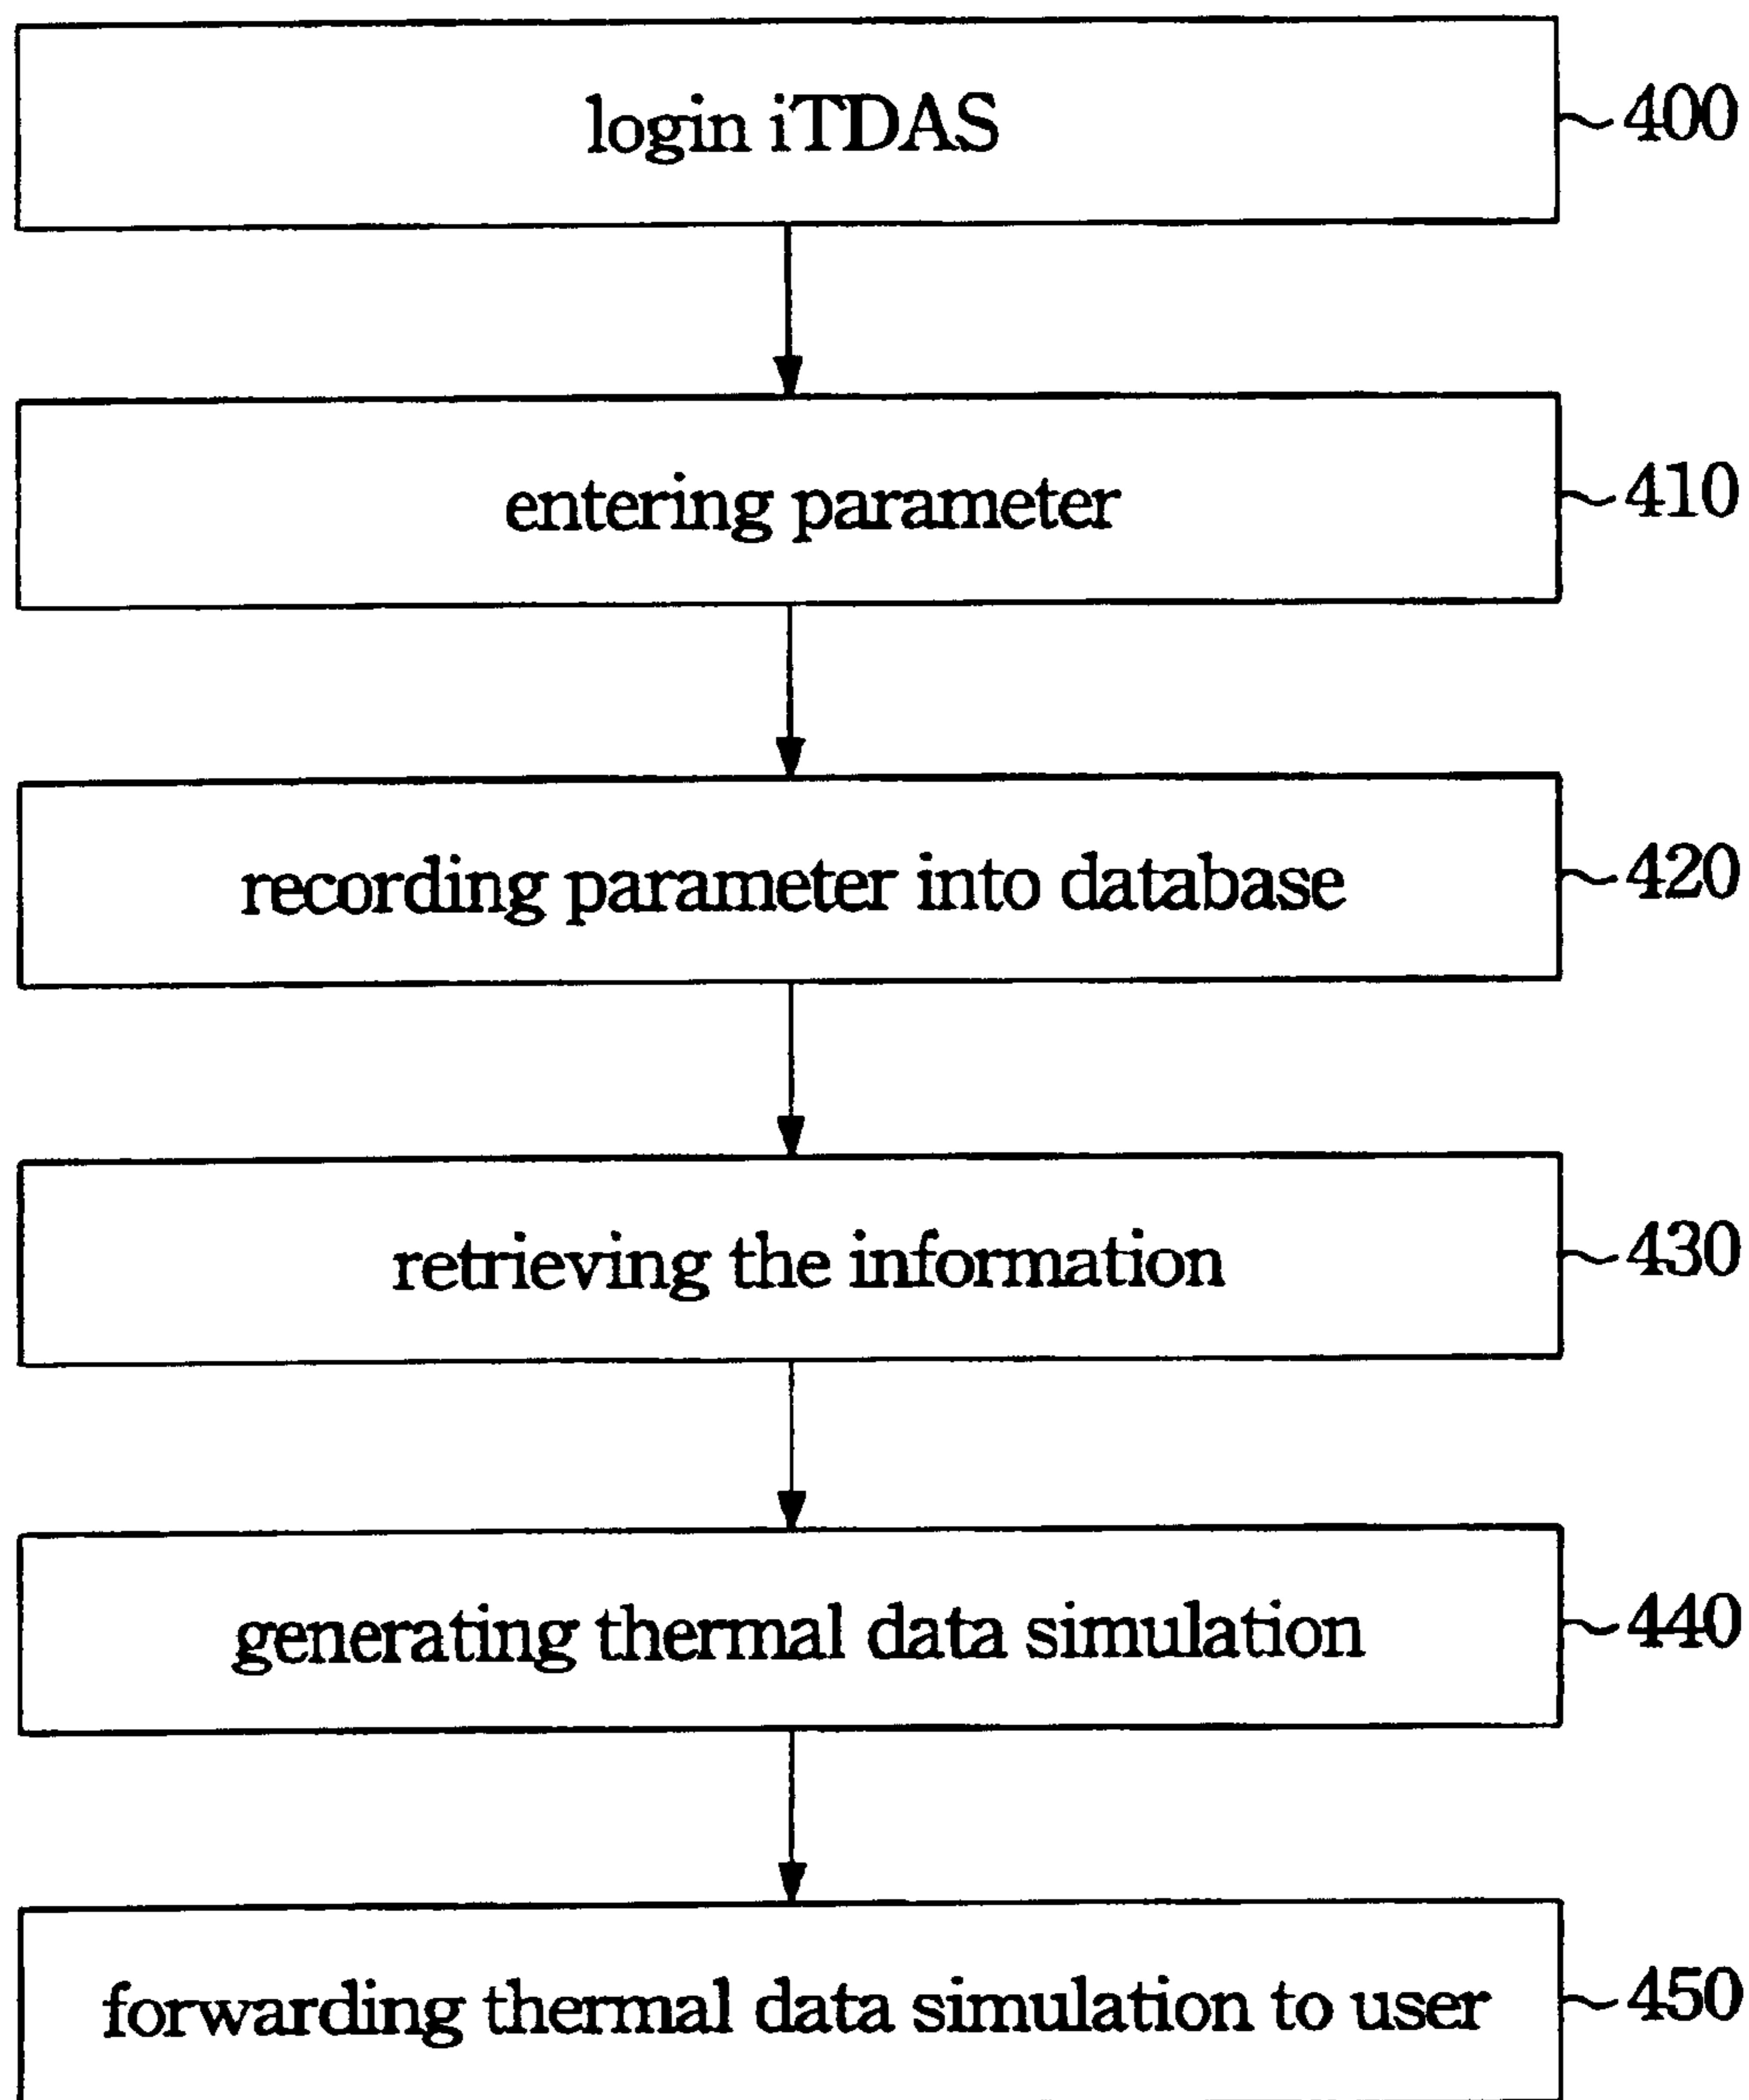 login iTDAS
400
entering parameter
410
recording parameter into database
420
retrieving the information
430
generating thermal data simulation
440
forwarding thermal data simulation to user
450